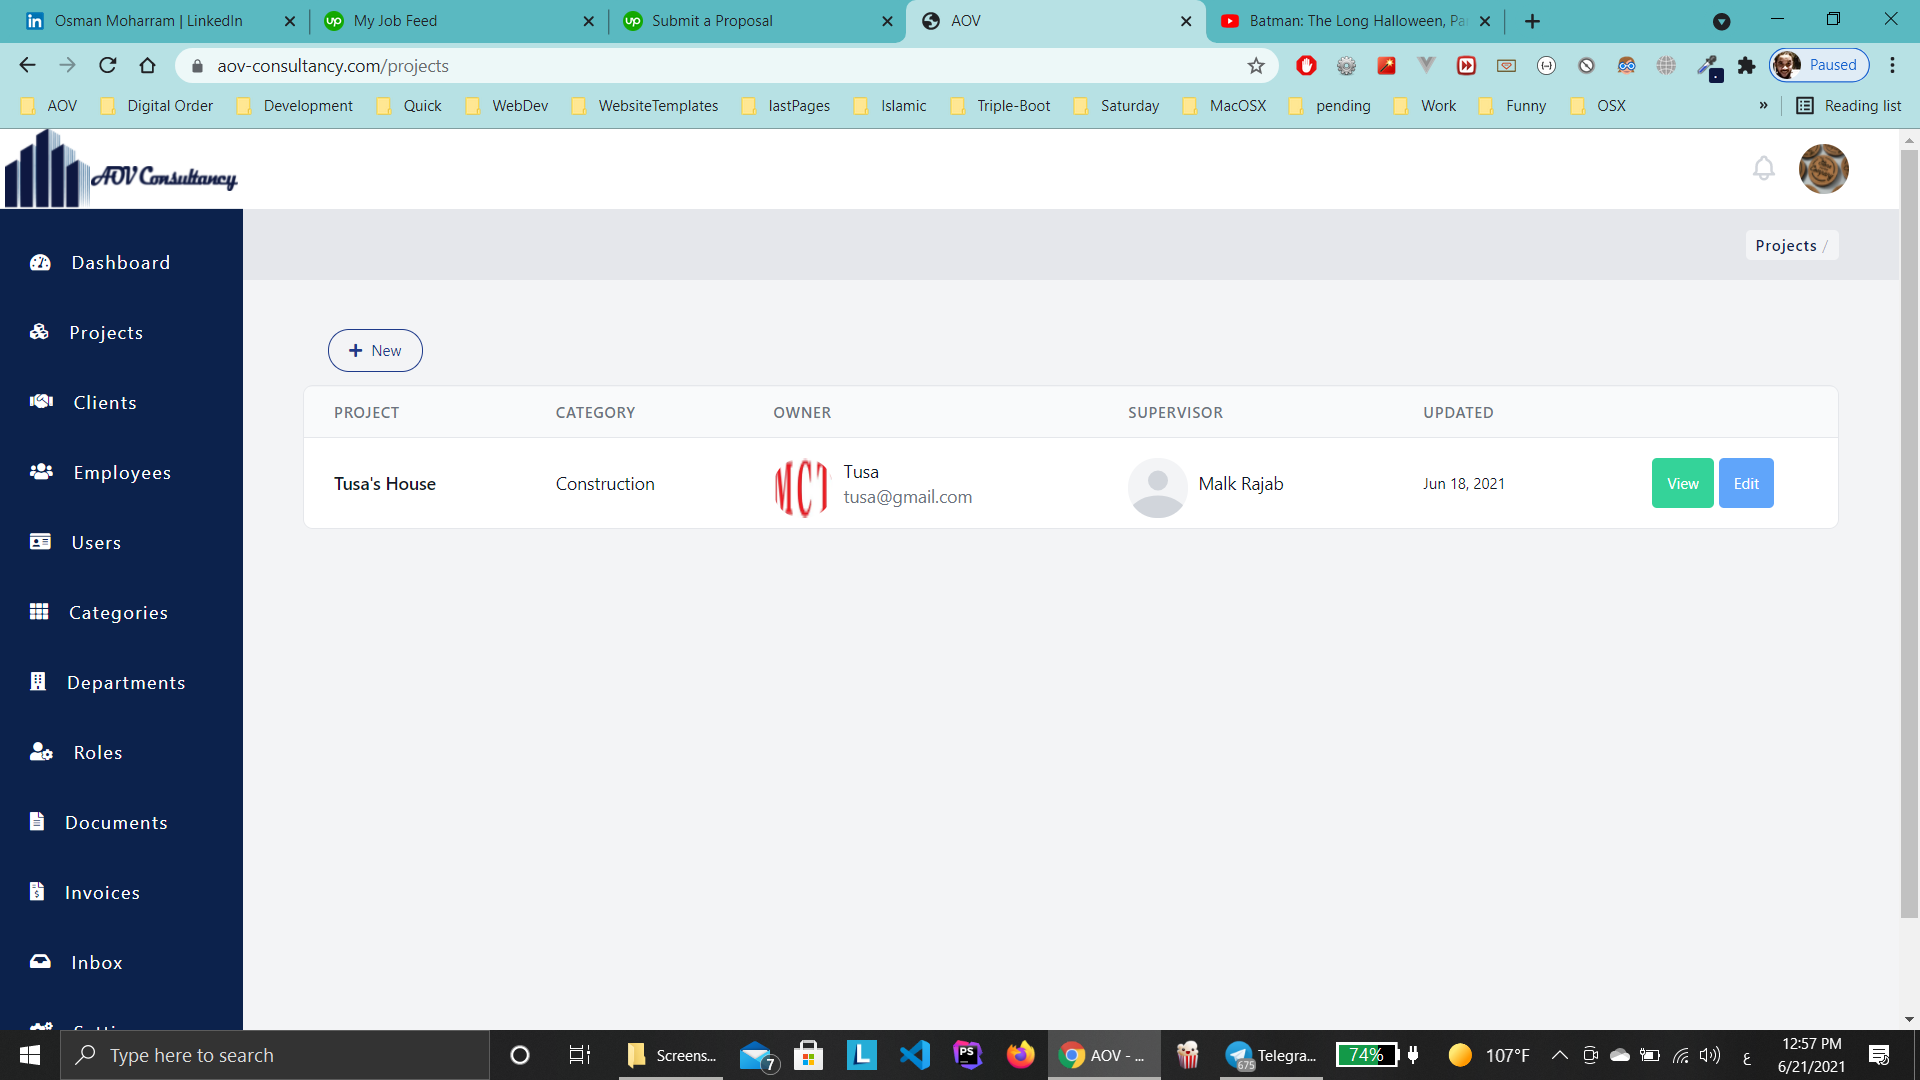 Osman Moharram | LinkedIn
My Job Feed
Submit a Proposal
AOV
Batman: The Long Halloween, Pa
aov-consultancy.com/projects
Paused
AOV
Digital Order
Development
Quick
WebDev
WebsiteTemplates
lastPages
Islamic
Triple-Boot
Saturday
MacOSX
pending
Work
Funny
OSX
»
Reading list
AOV Consultancy
Projects /
Dashboard
Projects
Clients
Employees
Users
Categories
Departments
Roles
Documents
Invoices
Inbox
+ New
PROJECT CATEGORY OWNER SUPERVISOR UPDATED
Tusa's House
Construction
MCT
Tusa
tusa@gmail.com
Malk Rajab
Jun 18, 2021
View
Edit
Type here to search
Screens...
7
L
PS
AOV - ...
675
Telegra...
74%
107°F
ع
12:57 PM
6/21/2021